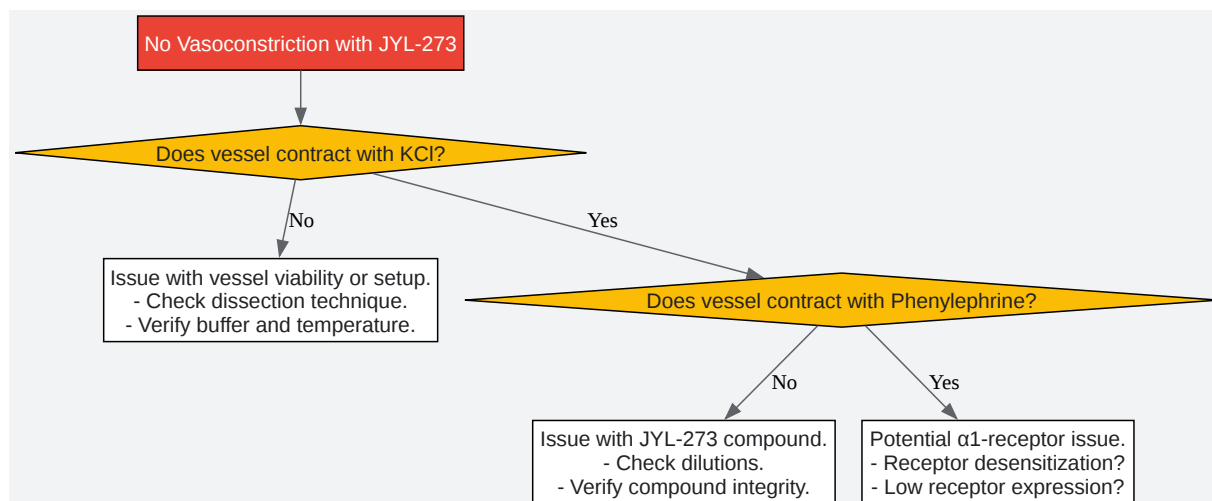 No Vasoconstriction with JYL-273
Does vessel contract with KCl?
No
Yes
Issue with vessel viability or setup.
- Check dissection technique.
- Verify buffer and temperature.
Does vessel contract with Phenylephrine?
No
Yes
Issue with JYL-273 compound.
- Check dilutions.
- Verify compound integrity.
Potential α1-receptor issue.
- Receptor desensitization?
- Low receptor expression?